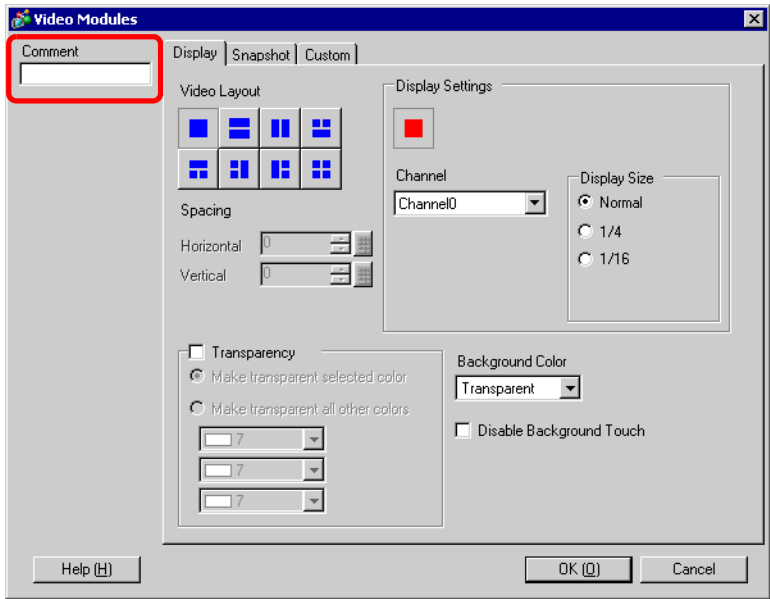 Video Modules
Comment
Display Snapshot Custom
Video Layout
Display Settings
Channel
Channel0
Display Size
Normal
1/4
1/16
Spacing
Horizontal 0
Vertical 0
Transparency
Make transparent selected color
Make transparent all other colors
7
7
7
Background Color
Transparent
Disable Background Touch
Help (H)
OK (O)
Cancel